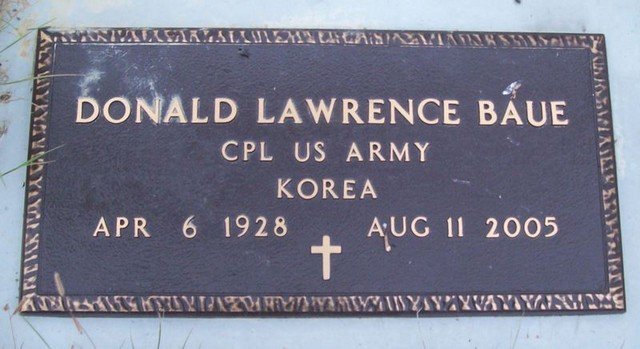 DONALD LAWRENCE BAUE
CPL US ARMY
KOREA
APR 6 1928 AUG 11 2005